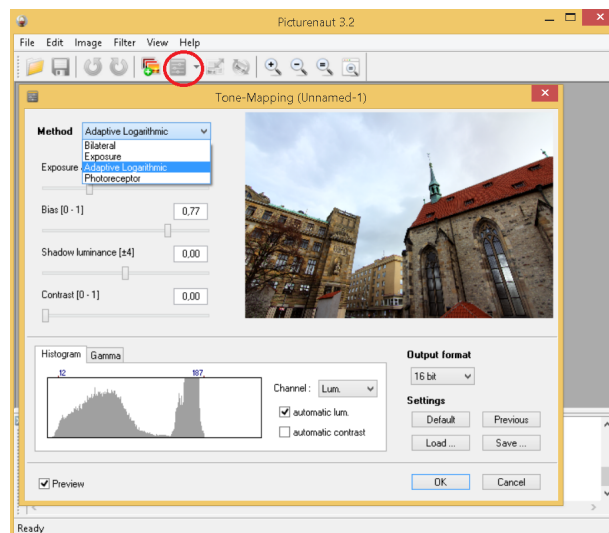 Picturenaut 3.2
File Edit Image Filter View Help
Tone-Mapping (Unnamed-1)
Method Adaptive Logarithmic
Bilateral
Exposure
Exposure Adaptive Logarithmic
Photoreceptor
Bias [0 - 1] 0,77
Shadow luminance [±4] 0,00
Contrast [0 - 1] 0,00
Histogram Gamma
12 187
Channel : Lum.
automatic lum.
automatic contrast
Output format
16 bit
Settings
Default Previous
Load ... Save ...
Preview
OK Cancel
Ready